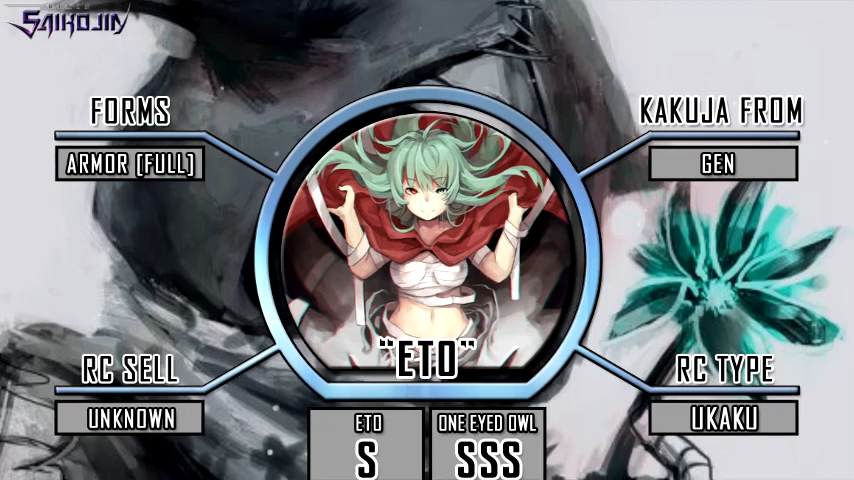 SAIKOJIN
FORMS
ARMOR [FULL]
KAKUJA FROM
GEN
"ETO"
RC SELL
UNKNOWN
RC TYPE
UKAKU
ETO
S
ONE EYED OWL
SSS